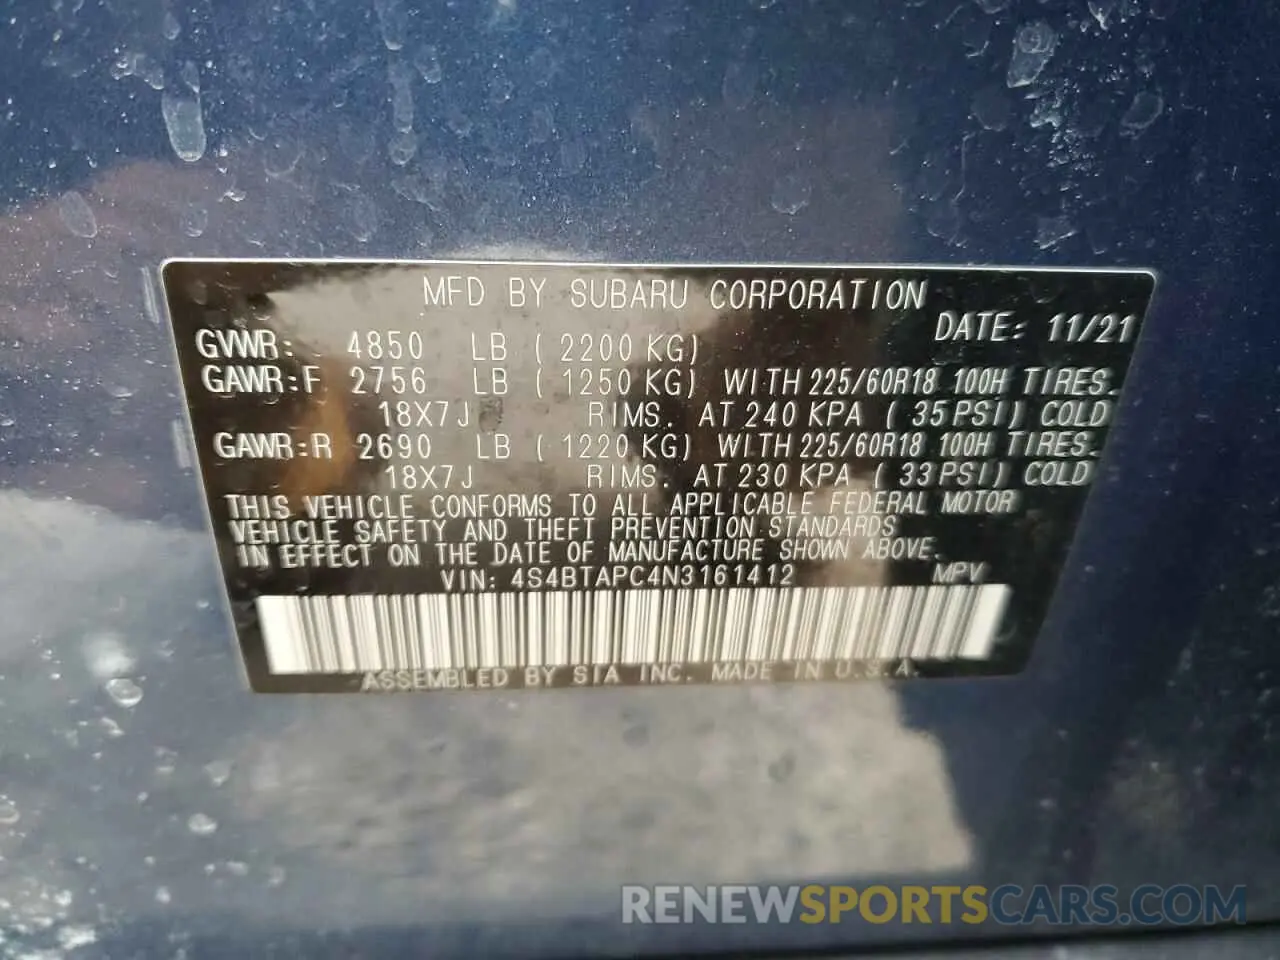 MFD BY SUBARU CORPORATION
DATE: 11/21
GVWR: 4850 LB ( 2200 KG)
GAWR:F 2756 LB ( 1250 KG) WITH 225/60R18 100H TIRES.
18X7J RIMS. AT 240 KPA ( 35 PSI) COLD
GAWR:R 2690 LB ( 1220 KG) WITH 225/60R18 100H TIRES.
18X7J RIMS. AT 230 KPA ( 33 PSI) COLD
THIS VEHICLE CONFORMS TO ALL APPLICABLE FEDERAL MOTOR
VEHICLE SAFETY AND THEFT PREVENTION STANDARDS
IN EFFECT ON THE DATE OF MANUFACTURE SHOWN ABOVE.
VIN: 4S4BTAPC4N3161412 MPV
ASSEMBLED BY SIA INC. MADE IN U.S.A.
RENEWSPORTSCARS.COM